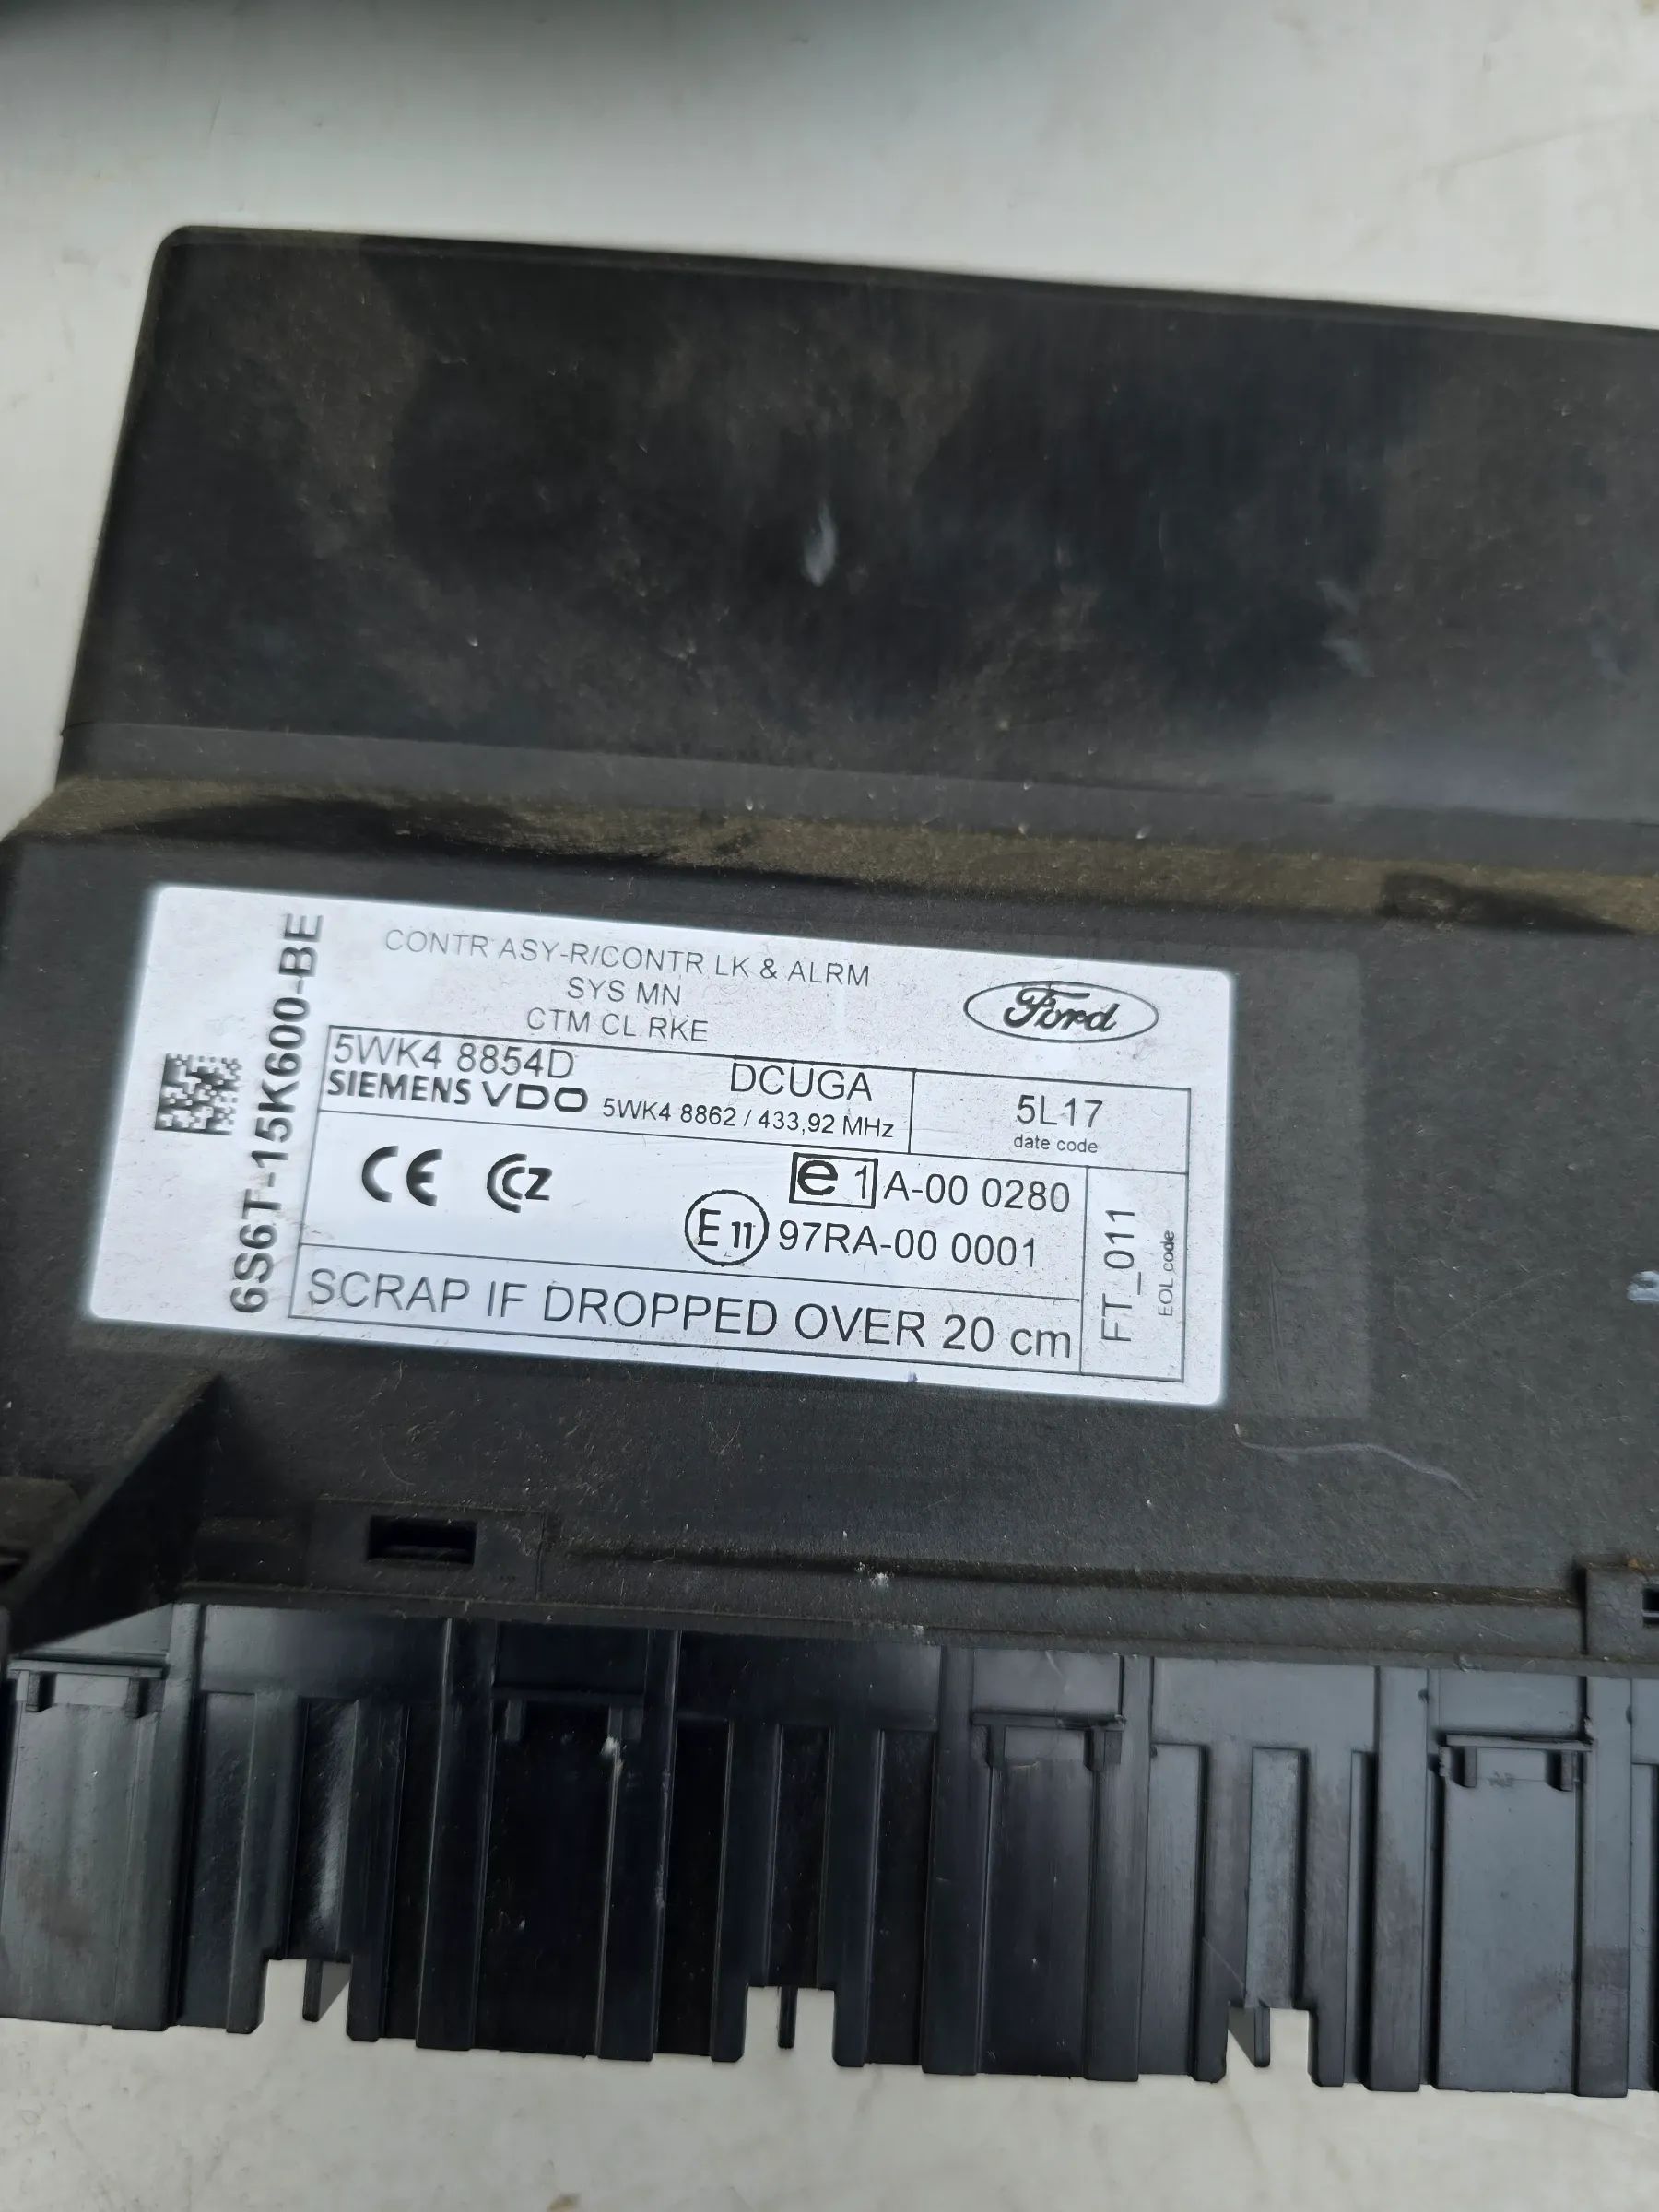 6S6T-15K600-BE
CONTR ASY-R/CONTR LK & ALRM
SYS MN
CTM CL RKE
Ford
5WK4 8854D
SIEMENS VDO
DCUGA
5WK4 8862 / 433,92 MHz
5L17
date code
CE CCZ
e 1 A-00 0280
E 11 97RA-00 0001
FT_011
EOL code
SCRAP IF DROPPED OVER 20 cm